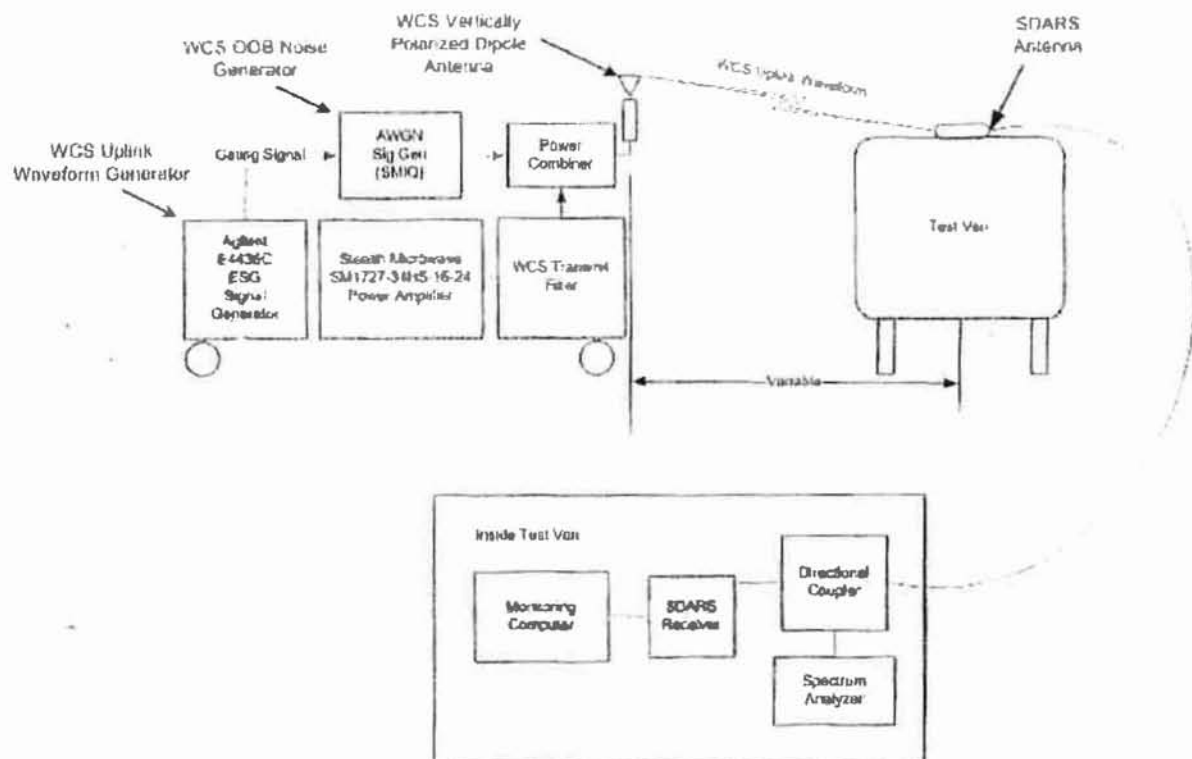 WCS OOB Noise
Generator
WCS Vertically
Polarized Dipole
Antenna
SDARS
Antenna
WCS Uplink Waveform
WCS Uplink
Waveform Generator
Gating Signal
AWGN
Sig Gen
(SMIQ)
Power
Combiner
Test Van
Agilent
ESG
Signal
Generator
Stealth Microwave
Power Amplifier
WCS Transmit
Filter
Variable
Inside Test Van
Monitoring
Computer
SDARS
Receiver
Directional
Coupler
Spectrum
Analyzer